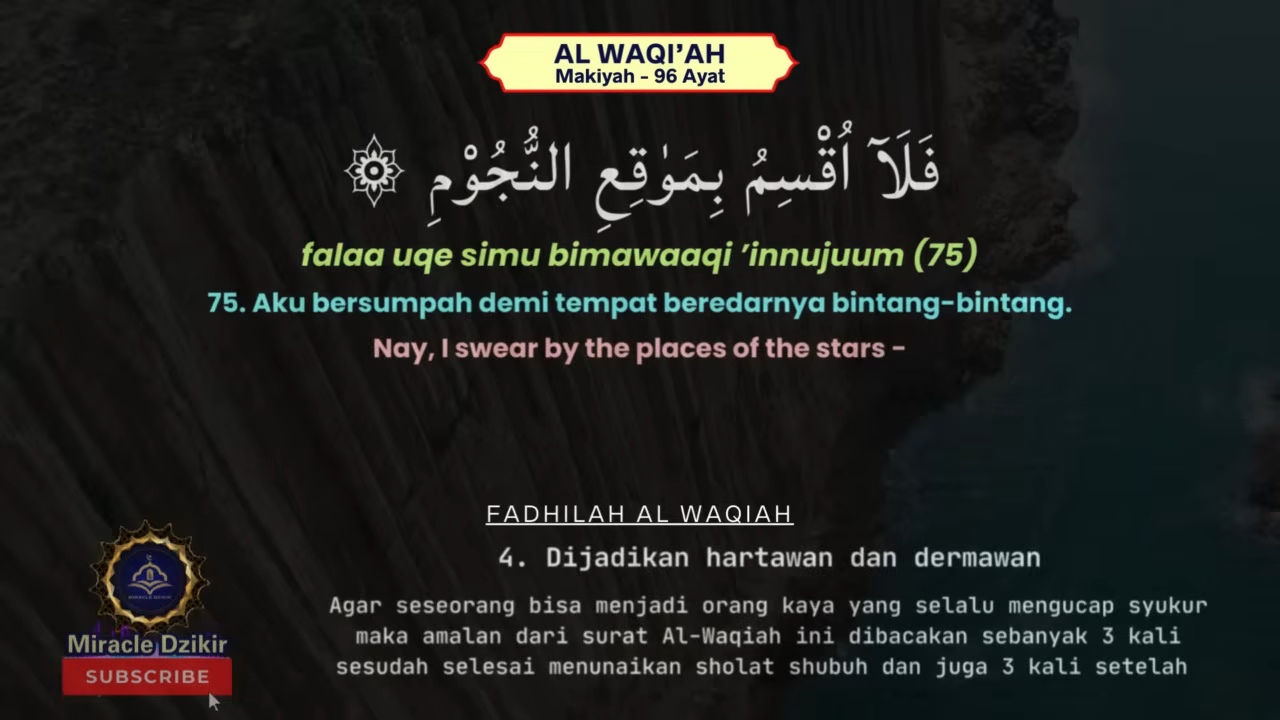 AL WAQI’AH
Makiyah - 96 Ayat
فَلَآ اُقْسِمُ بِمَوٰقِعِ النُّجُوْمِ
falaa uqe simu bimawaaqi ’innujuum (75)
75. Aku bersumpah demi tempat beredarnya bintang-bintang.
Nay, I swear by the places of the stars -
FADHILAH AL WAQIAH
4. Dijadikan hartawan dan dermawan
Agar seseorang bisa menjadi orang kaya yang selalu mengucap syukur
maka amalan dari surat Al-Waqiah ini dibacakan sebanyak 3 kali
sesudah selesai menunaikan sholat shubuh dan juga 3 kali setelah
MIRACLE DZIKIR
Miracle Dzikir
SUBSCRIBE